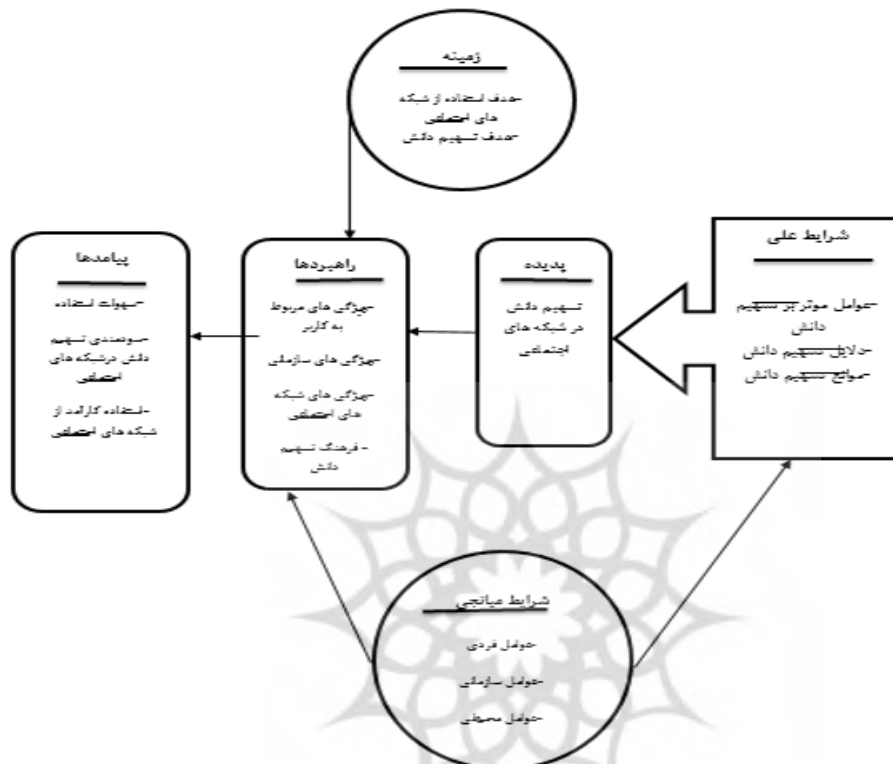 زمینه
-هدف استفاده از شبکه
های اجتماعی
-هدف تسهیم دانش
شرایط علی
-عوامل موثر بر تسهیم
دانش
-دلایل تسهیم دانش
-موانع تسهیم دانش
پدیده
تسهیم دانش
در شبکه های
اجتماعی
راهبردها
-ویژگی های مربوط
به کاربر
-ویژگی های سازمانی
-ویژگی های شبکه
های اجتماعی
- فرهنگ تسهیم
دانش
پیامدها
-سهولت استفاده
-سودمندی تسهیم
دانش درشبکه های
اجتماعی
-استفاده کارآمد از
شبکه های اجتماعی
شرایط میانجی
-عوامل فردی
-عوامل سازمانی
-عوامل محیطی